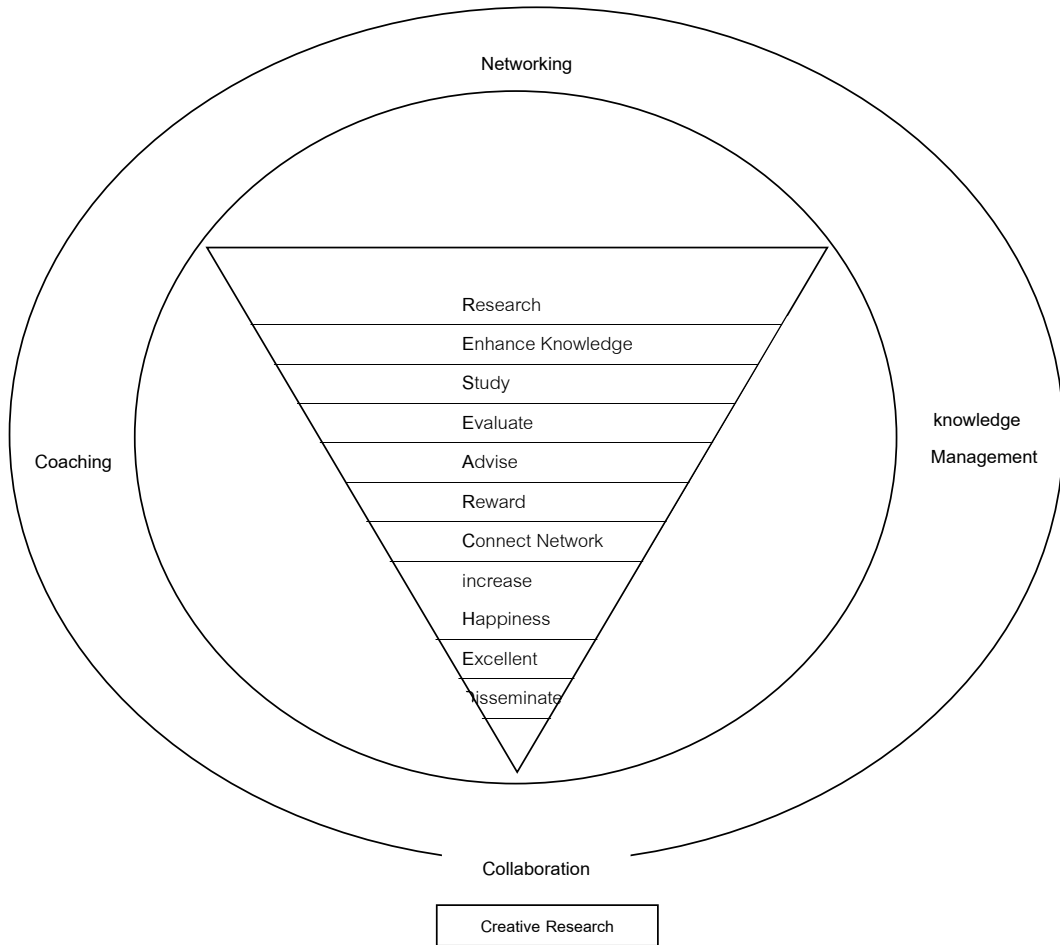 Networking
Research
Enhance Knowledge
Study
Evaluate
Advise
Reward
Connect Network
increase
Happiness
Excellent
Disseminate
knowledge
Management
Coaching
Collaboration
Creative Research